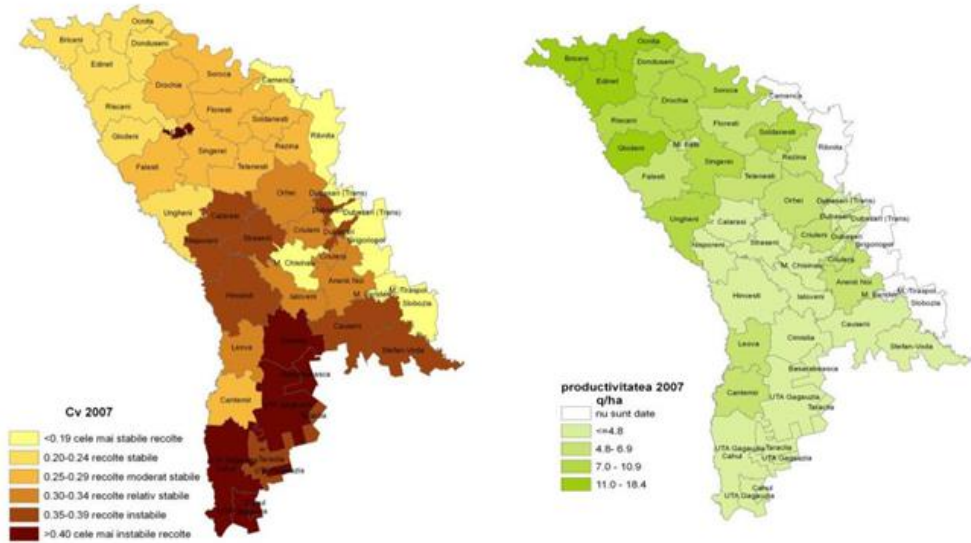 Ocnita
Briceni
Donduseni
Edinet
Soroca
Drochia
Camenca
Riscani
Floresti
Soldanesti
Glodeni
Ribnita
Rezina
Singerei
Falesti
Telenesti
Orhei
Dubasari (Trans)
Ungheni
Calarasi
Dubasari (Trans)
Criuleni
Straseni
Dubasari
Nisporeni
Grigoriopol
M. Chisinau
Criuleni
Anenii Noi
M. Tiraspol
Hincesti
Ialoveni
M. Bender
Slobozia
Causeni
Leova
Stefan-Voda
Cantemir
Taraclia
Cv 2007
<0.19 cele mai stabile recolte
0.20-0.24 recolte stabile
0.25-0.29 recolte moderat stabile
0.30-0.34 recolte relativ stabile
0.35-0.39 recolte instabile
>0.40 cele mai instabile recolte
Ocnita
Briceni
Donduseni
Edinet
Soroca
Drochia
Camenca
Riscani
Floresti
Soldanesti
Glodeni
M. Balti
Ribnita
Rezina
Singerei
Falesti
Telenesti
Orhei
Dubasari (Trans)
Ungheni
Dubasari
Calarasi
Dubasari (Trans)
Criuleni
Dubasari
Straseni
Nisporeni
Grigoriopol
M. Chisinau
Criuleni
Anenii Noi
M. Tiraspol
Hincesti
Ialoveni
M. Bender
Slobozia
Causeni
Leova
Cimislia
Stefan-Voda
Basarabeasca
Cantemir
UTA Gagauzia
Taraclia
UTA Gagauzia
Taraclia
Cahul
UTA Gagauzia
Cahul
UTA Gagauzia
productivitatea 2007
q/ha
nu sunt date
<=4.8
4.8- 6.9
7.0 - 10.9
11.0 - 18.4